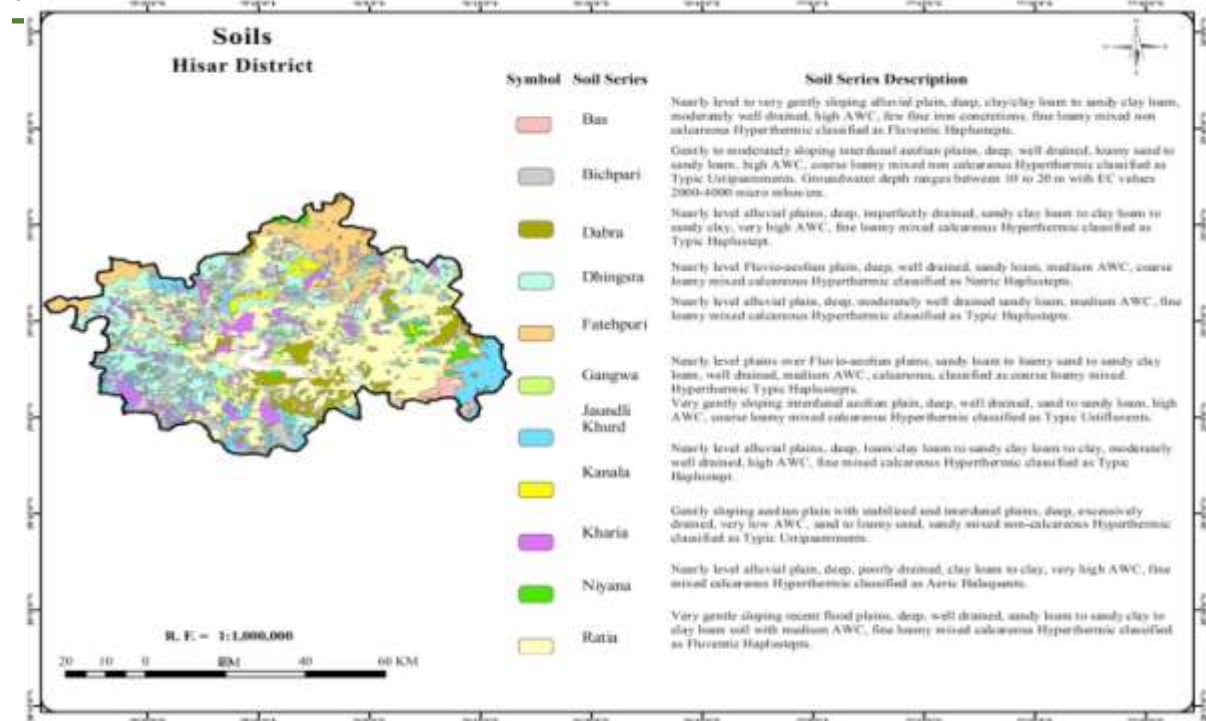 Soils
Hisar District
Symbol Soil Series Soil Series Description
Bas
Nearly level to very gently sloping alluvial plain, deep, clay/clay loam to sandy clay loam,
moderately well drained, high AWC, few fine iron concretions, fine loamy mixed non
calcareous Hyperthermic classified as Fluventic Haplustepts.
Bichpari
Gently to moderately sloping interdunal aeolian plains, deep, well drained, loamy sand to
sandy loam, high AWC, coarse loamy mixed non calcareous Hyperthermic classified as
Typic Ustipsamments. Groundwater depth ranges between 10 to 20 m with EC values
2000-4000 micro mhos/cm.
Dabra
Nearly level alluvial plains, deep, imperfectly drained, sandy clay loam to clay loam to
sandy clay, very high AWC, fine loamy mixed calcareous Hyperthermic classified as
Typic Haplustept.
Dhingsta
Nearly level Fluvio-aeolian plain, deep, well drained, sandy loam, medium AWC, coarse
loamy mixed calcareous Hyperthermic classified as Natric Haplustepts.
Fatehpuri
Nearly level alluvial plain, deep, moderately well drained sandy loam, medium AWC, fine
loamy mixed calcareous Hyperthermic classified as Typic Haplustepts.
Gangwa
Nearly level plains over Fluvio-aeolian plains, sandy loam to loamy sand to sandy clay
loam, well drained, medium AWC, calcareous, classified as coarse loamy mixed
Hyperthermic Typic Haplustepts.
Jaundli
Khurd
Very gently sloping interdunal aeolian plain, deep, well drained, sand to sandy loam, high
AWC, coarse loamy mixed calcareous Hyperthermic classified as Typic Ustifluvents.
Kanala
Nearly level alluvial plains, deep, loam/clay loam to sandy clay loam to clay, moderately
well drained, high AWC, fine mixed calcareous Hyperthermic classified as Typic
Haplustept.
Kharia
Gently sloping aeolian plain with stabilized and interdunal plains, deep, excessively
drained, very low AWC, sand to loamy sand, sandy mixed non-calcareous Hyperthermic
classified as Typic Ustipsamments.
Niyana
Nearly level alluvial plain, deep, poorly drained, clay loam to clay, very high AWC, fine
mixed calcareous Hyperthermic classified as Aeric Halaquepts.
Ratia
Very gentle sloping recent flood plains, deep, well drained, sandy loam to sandy clay to
clay loam soil with medium AWC, fine loamy mixed calcareous Hyperthermic classified
as Fluventic Haplustepts.
R. F. = 1:1,000,000
20 10 0 40 60 KM